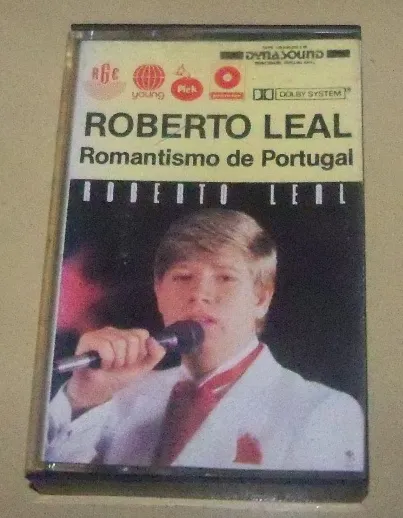 RGE
young
Pick
DYNASOUND
DOLBY SYSTEM®
ROBERTO LEAL
Romantismo de Portugal
ROBERTO LEAL